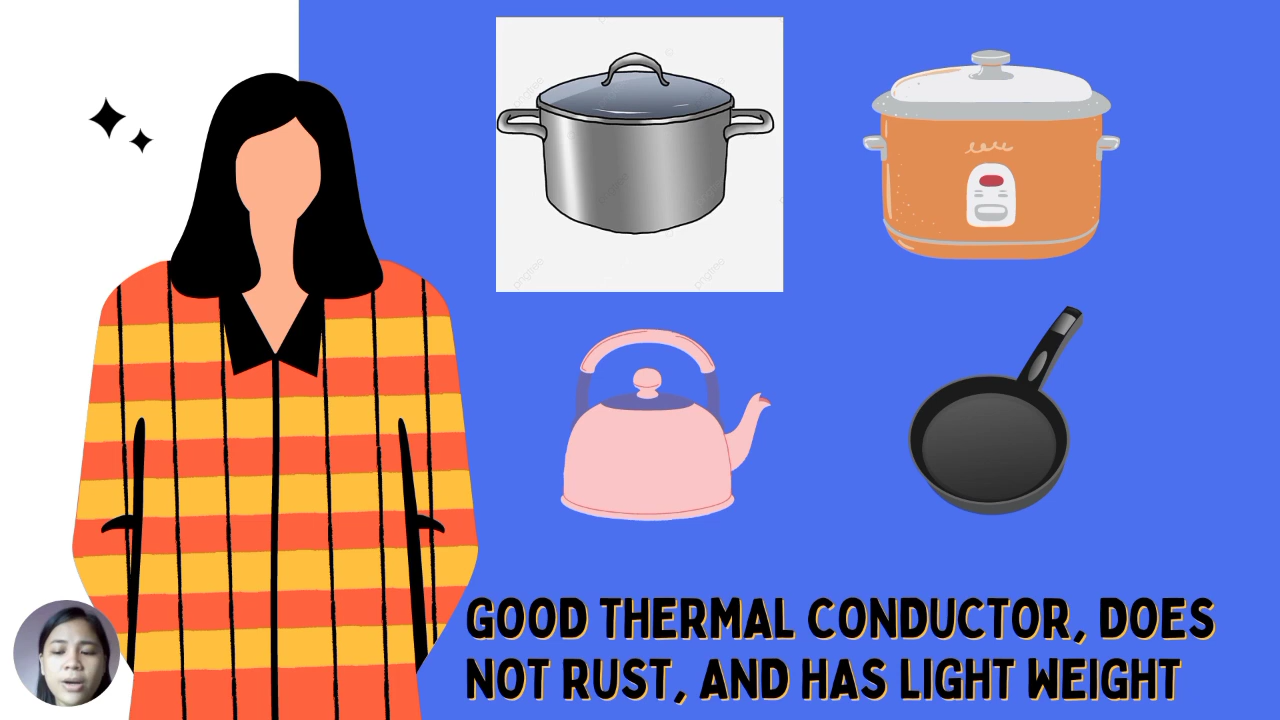 GOOD THERMAL CONDUCTOR, DOES
NOT RUST, AND HAS LIGHT WEIGHT